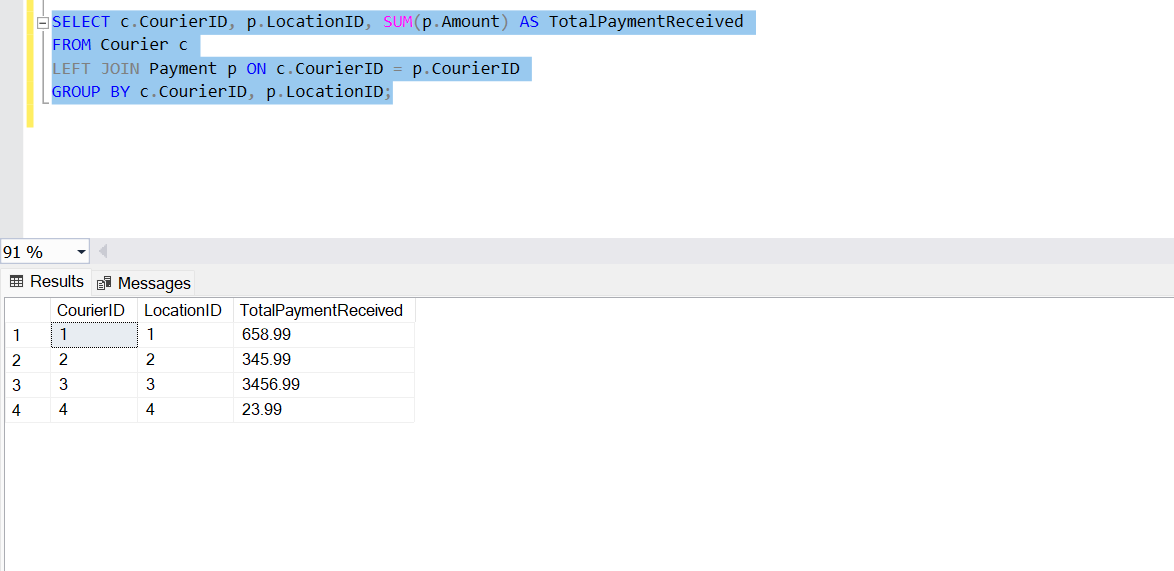 SELECT c.CourierID, p.LocationID, SUM(p.Amount) AS TotalPaymentReceived
FROM Courier c
LEFT JOIN Payment p ON c.CourierID = p.CourierID
GROUP BY c.CourierID, p.LocationID;
91 %
Results Messages
CourierID LocationID TotalPaymentReceived
1 1 1 658.99
2 2 2 345.99
3 3 3 3456.99
4 4 4 23.99